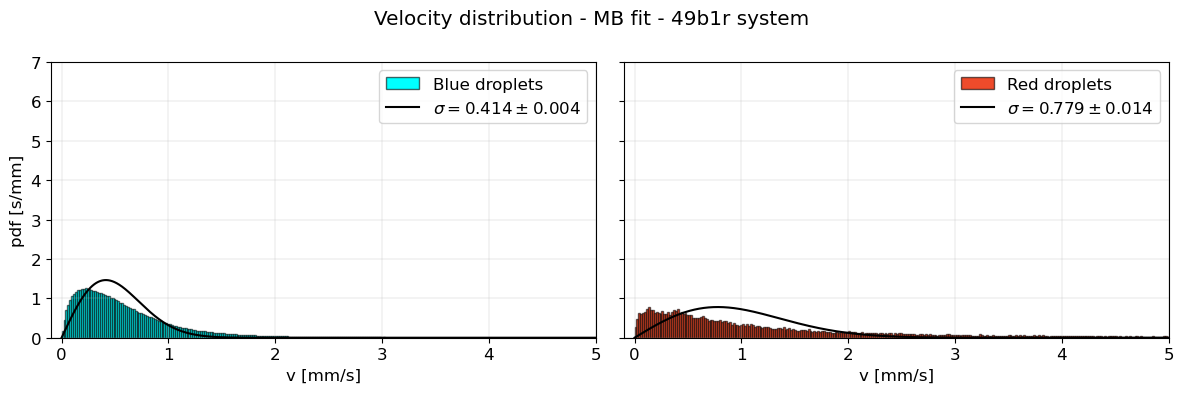 Velocity distribution - MB fit - 49b1r system
pdf [s/mm]
7
6
5
4
3
2
1
0
Blue droplets
σ = 0.414 ± 0.004
0 1 2 3 4 5
v [mm/s]
Red droplets
σ = 0.779 ± 0.014
0 1 2 3 4 5
v [mm/s]